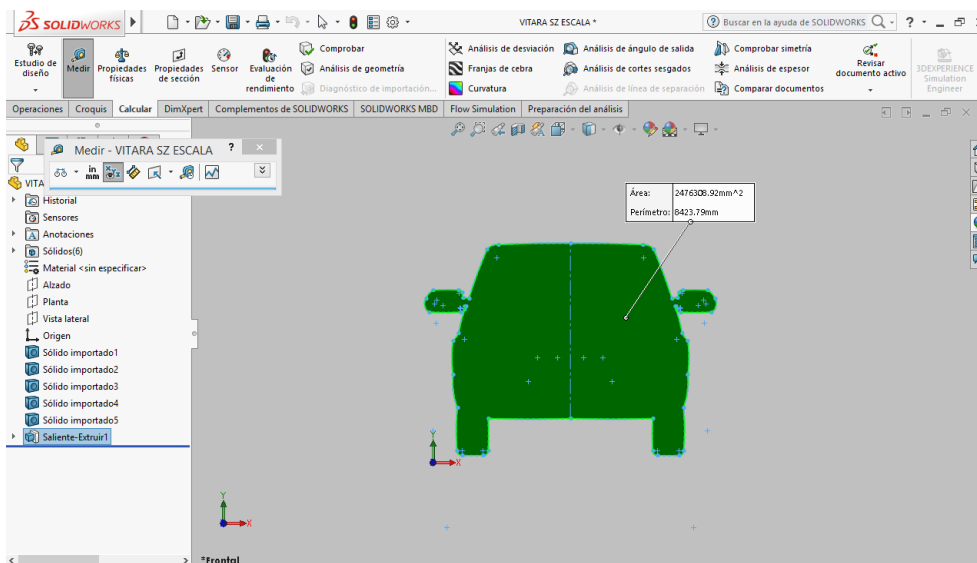 SOLIDWORKS
VITARA SZ ESCALA *
Buscar en la ayuda de SOLIDWORKS
?
Estudio de diseño
Medir
Propiedades físicas
Propiedades de sección
Sensor
Evaluación de rendimiento
Comprobar
Análisis de geometría
Diagnóstico de importación...
Análisis de desviación
Franjas de cebra
Curvatura
Análisis de ángulo de salida
Análisis de cortes sesgados
Análisis de línea de separación
Comprobar simetría
Análisis de espesor
Comparar documentos
Revisar documento activo
3DEXPERIENCE Simulation Engineer
Operaciones Croquis Calcular DimXpert Complementos de SOLIDWORKS SOLIDWORKS MBD Flow Simulation Preparación del análisis
Medir - VITARA SZ ESCALA ? x
in mm
VITA
Historial
Sensores
Anotaciones
Sólidos(6)
Material <sin especificar>
Alzado
Planta
Vista lateral
Origen
Sólido importado1
Sólido importado2
Sólido importado3
Sólido importado4
Sólido importado5
Saliente-Extruir1
Área: 2476308.92mm^2
Perímetro: 8423.79mm
Y
X
Y
X
*Frontal